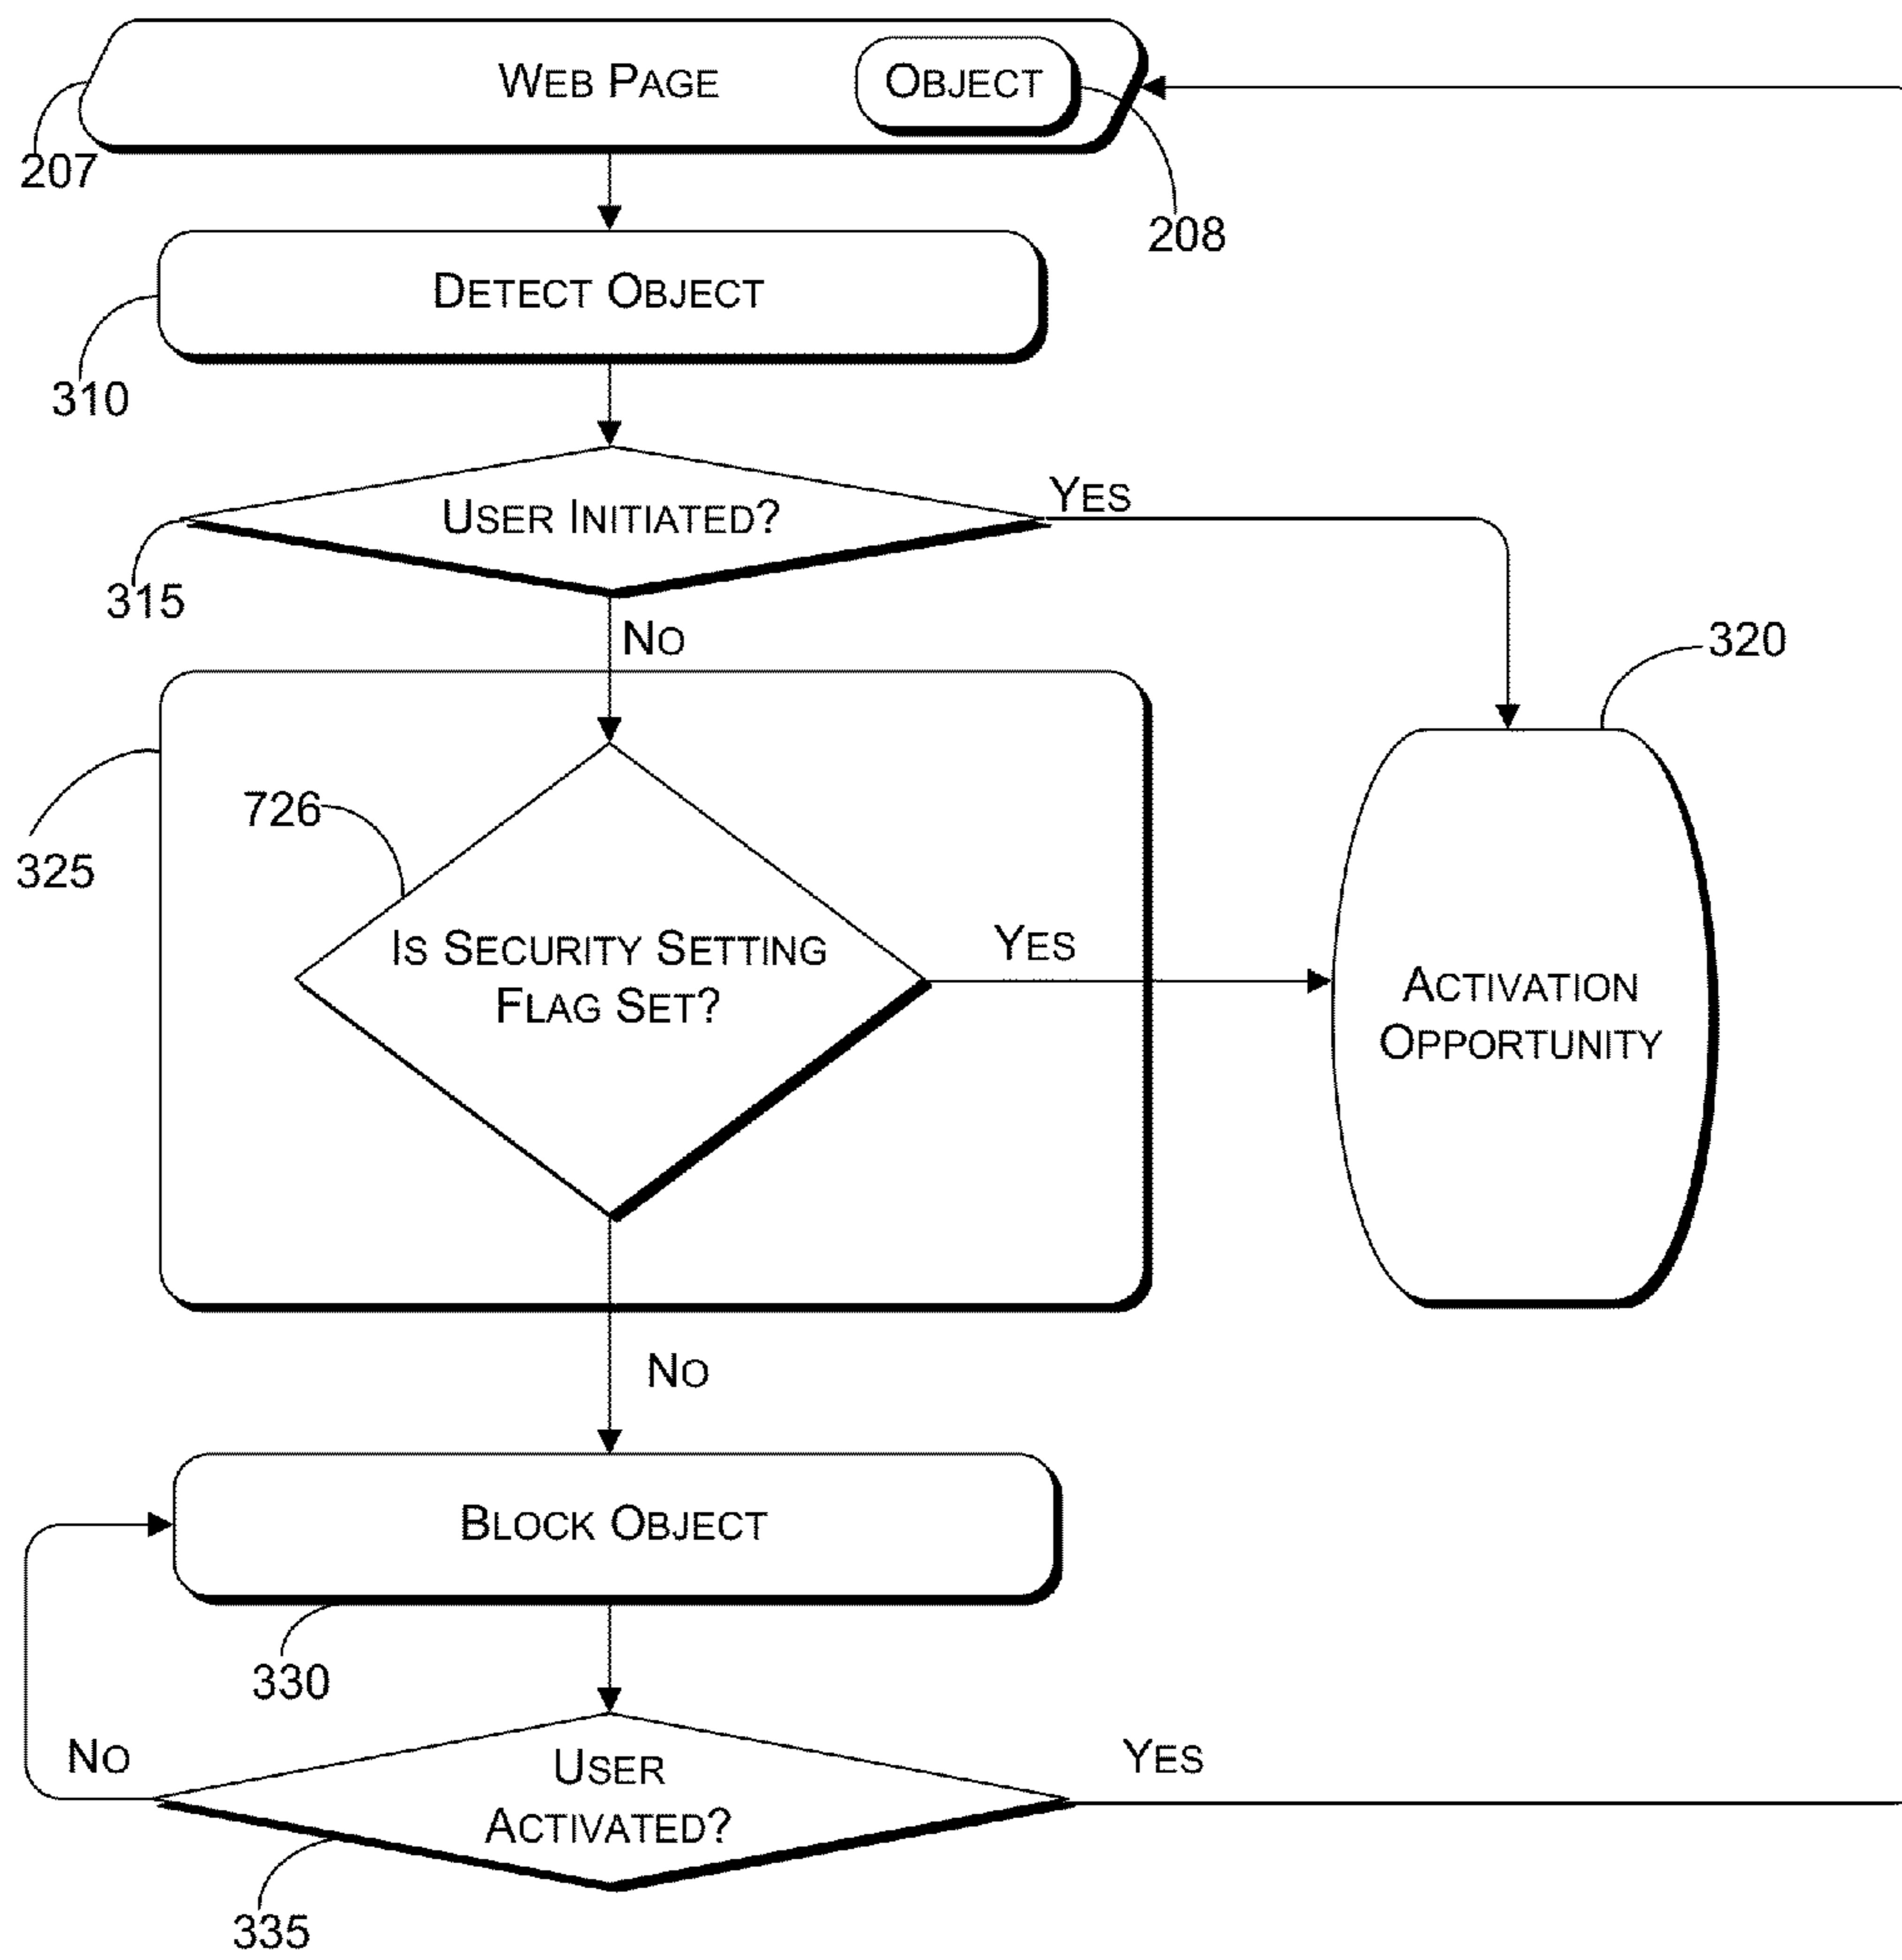 WEB PAGE
OBJECT
207
208
DETECT OBJECT
310
USER INITIATED?
YES
315
NO
320
325
726
IS SECURITY SETTING
FLAG SET?
YES
ACTIVATION
OPPORTUNITY
NO
BLOCK OBJECT
330
NO
USER
ACTIVATED?
YES
335